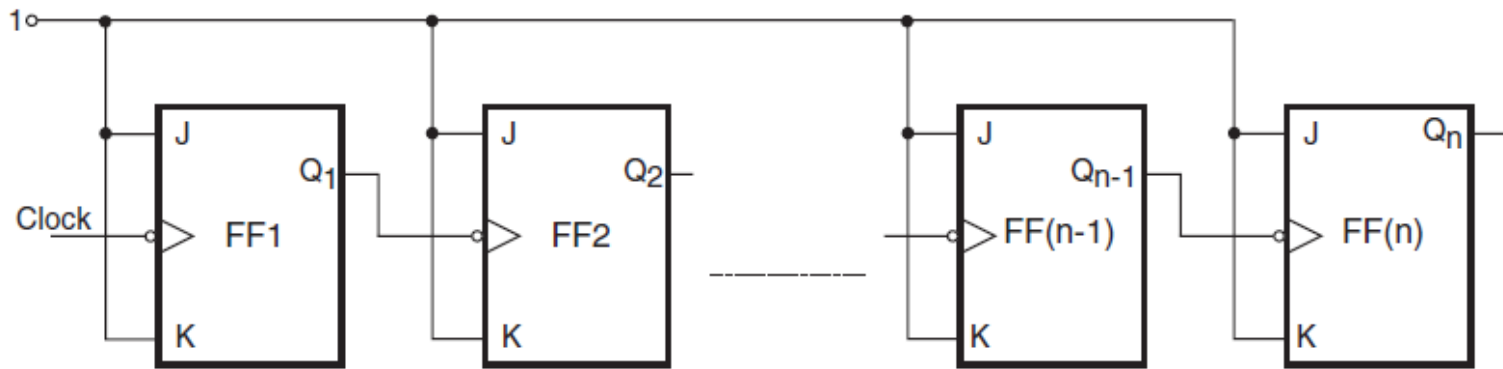 1
J J J Qn
Q1 Q2 Qn-1
Clock FF1 FF2 FF(n-1) FF(n)
K K K K
J